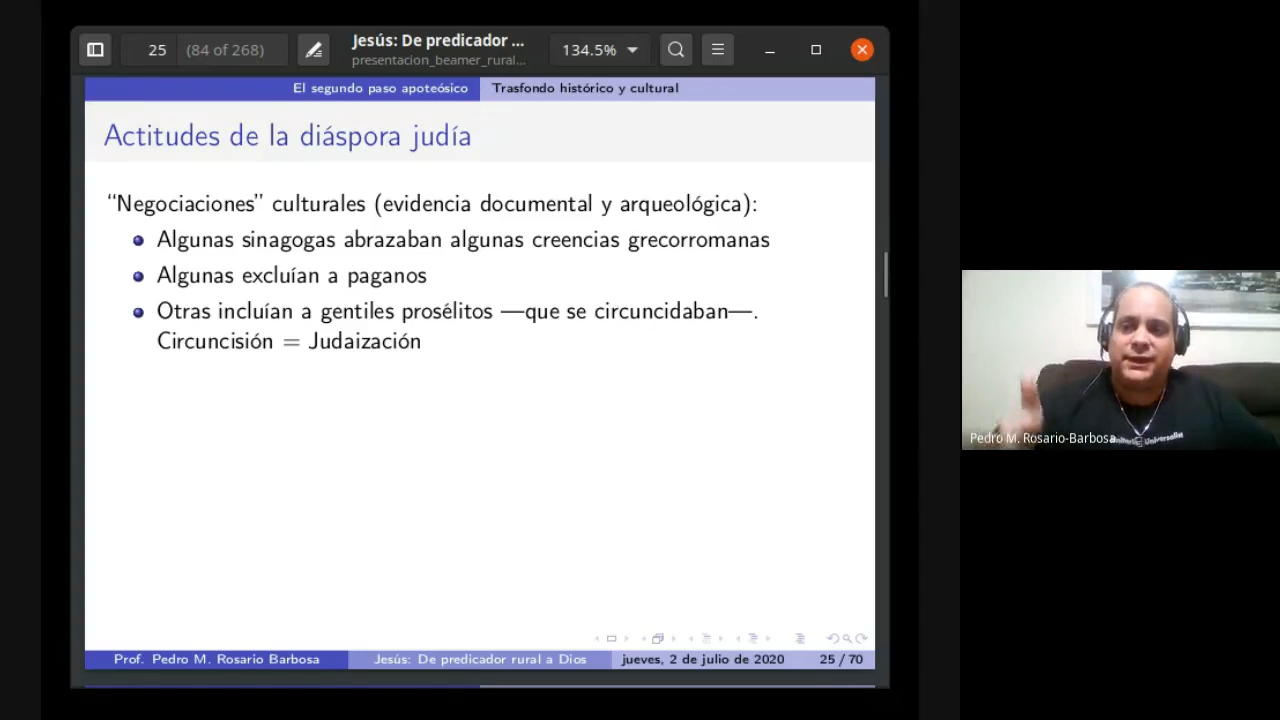 25 (84 of 268)
Jesús: De predicador ...
presentacion_beamer_rural...
134.5%
El segundo paso apoteósico Trasfondo histórico y cultural
Actitudes de la diáspora judía
“Negociaciones” culturales (evidencia documental y arqueológica):
Algunas sinagogas abrazaban algunas creencias grecorromanas
Algunas excluían a paganos
Otras incluían a gentiles prosélitos —que se circuncidaban—.
Circuncisión = Judaización
Prof. Pedro M. Rosario Barbosa Jesús: De predicador rural a Dios jueves, 2 de julio de 2020 25 / 70
Pedro M. Rosario-Barbosa
Universalist